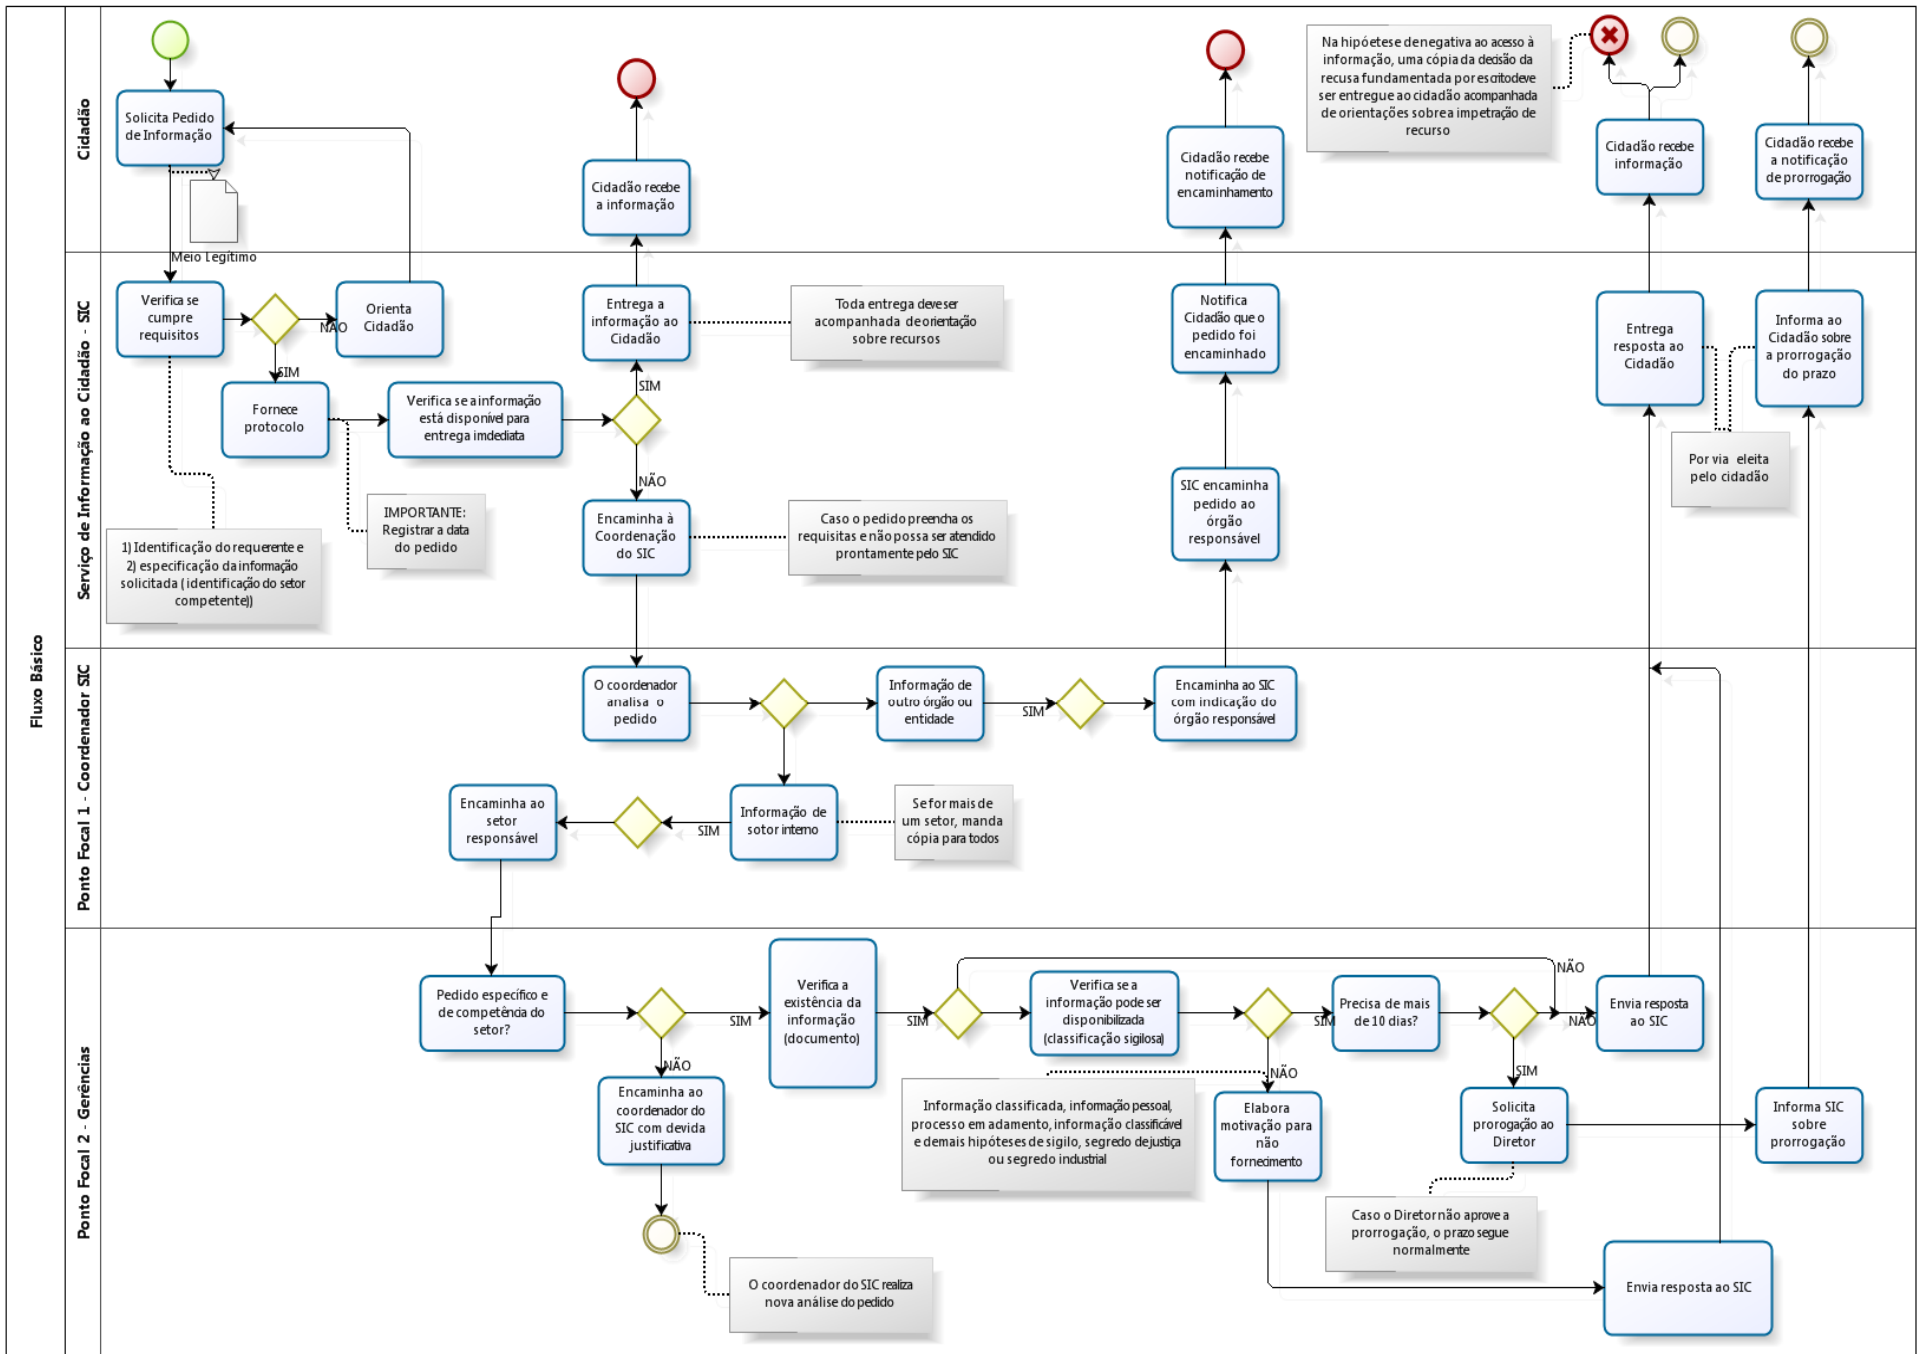 Fluxo Básico
Cidadão
Solicita Pedido
de Informação
Meio Legítimo
Cidadão recebe
a informação
Cidadão recebe
notificação de
encaminhamento
Na hipóetese de negativa ao acesso à
informação, uma cópia da decisão da
recusa fundamentada por escrito deve
ser entregue ao cidadão acompanhada
de orientações sobre a impetração de
recurso
Cidadão recebe
informação
Cidadão recebe
a notificação
de prorrogação
Serviço de Informação ao Cidadão - SIC
Verifica se
cumpre
requisitos
NÃO
Orienta
Cidadão
SIM
Fornece
protocolo
Verifica se a informação
está disponível para
entrega imdediata
SIM
Entrega a
informação ao
Cidadão
Toda entrega deve ser
acompanhada de orientação
sobre recursos
NÃO
Encaminha à
Coordenação
do SIC
Caso o pedido preencha os
requisitas e não possa ser atendido
prontamente pelo SIC
IMPORTANTE:
Registrar a data
do pedido
1) Identificação do requerente e
2) especificação da informação
solicitada ( identificação do setor
competente))
Notifica
Cidadão que o
pedido foi
encaminhado
SIC encaminha
pedido ao
órgão
responsável
Entrega
resposta ao
Cidadão
Informa ao
Cidadão sobre
a prorrogação
do prazo
Por via eleita
pelo cidadão
Ponto Focal 1 - Coordenador SIC
O coordenador
analisa o
pedido
Informação de
outro órgão ou
entidade
SIM
Encaminha ao SIC
com indicação do
órgão responsável
Encaminha ao
setor
responsável
SIM
Informação de
sotor interno
Se for mais de
um setor, manda
cópia para todos
Ponto Focal 2 - Gerências
Pedido específico e
de competência do
setor?
SIM
NÃO
Encaminha ao
coordenador do
SIC com devida
justificativa
O coordenador do SIC realiza
nova análise do pedido
Verifica a
existência da
informação
(documento)
SIM
Verifica se a
informação pode ser
disponibilizada
(classificação sigilosa)
SIM
NÃO
Informação classificada, informação pessoal,
processo em adamento, informação classificável
e demais hipóteses de sigilo, segredo de justiça
ou segredo industrial
Elabora
motivação para
não
fornecimento
Precisa de mais
de 10 dias?
NÃO
NÃO
SIM
Envia resposta
ao SIC
Solicita
prorogação ao
Diretor
Caso o Diretor não aprove a
prorrogação, o prazo segue
normalmente
Informa SIC
sobre
prorrogação
Envia resposta ao SIC